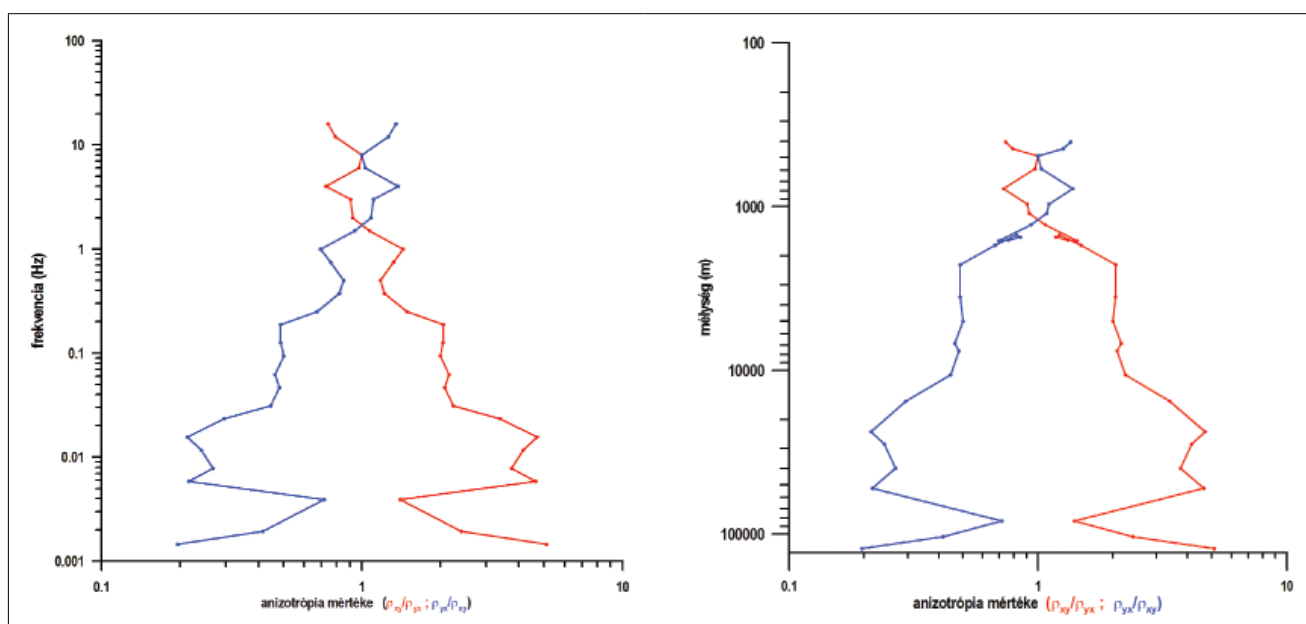 100
10
1
0.1
0.01
0.001
frekvencia (Hz)
0.1 1 10
anizotrópia mértéke (ρxy/ρyx ; ρyx/ρxy)
100
1000
10000
100000
mélység (m)
0.1 1 10
anizotrópia mértéke (ρxy/ρyx ; ρyx/ρxy)